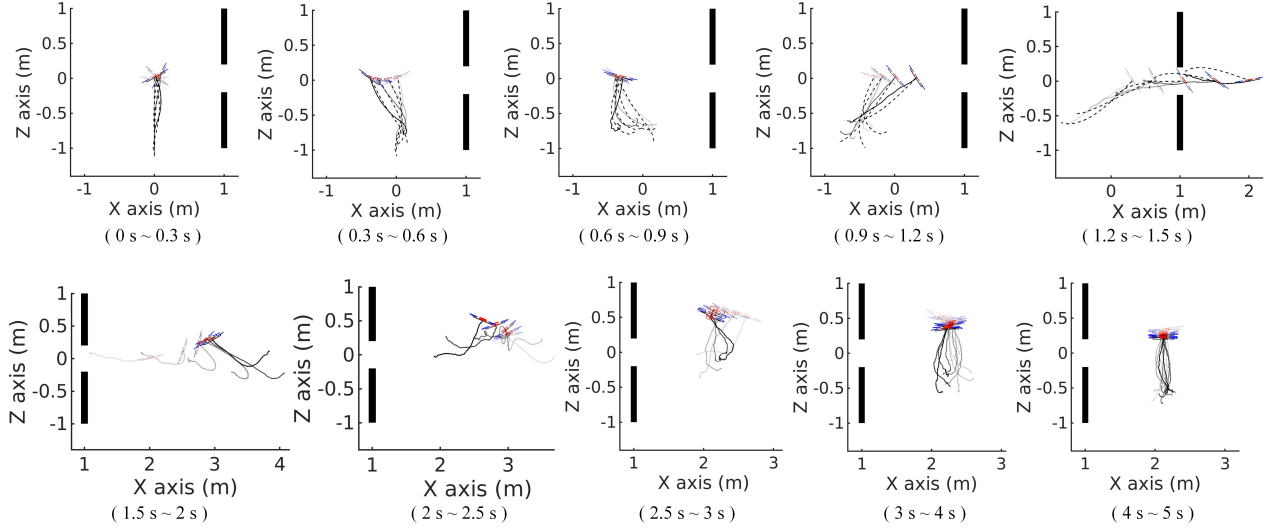 1
0.5
0
-0.5
-1
Z axis (m)
-1 0 1
X axis (m)
( 0 s ~ 0.3 s )
1
0.5
0
-0.5
-1
Z axis (m)
-1 0 1
X axis (m)
( 0.3 s ~ 0.6 s )
1
0.5
0
-0.5
-1
Z axis (m)
-1 0 1
X axis (m)
( 0.6 s ~ 0.9 s )
1
0.5
0
-0.5
-1
Z axis (m)
-1 0 1
X axis (m)
( 0.9 s ~ 1.2 s )
1
0.5
0
-0.5
-1
Z axis (m)
0 1 2
X axis (m)
( 1.2 s ~ 1.5 s )
1
0.5
0
-0.5
-1
Z axis (m)
1 2 3 4
X axis (m)
( 1.5 s ~ 2 s )
1
0.5
0
-0.5
-1
Z axis (m)
1 2 3
X axis (m)
( 2 s ~ 2.5 s )
1
0.5
0
-0.5
-1
Z axis (m)
1 2 3
X axis (m)
( 2.5 s ~ 3 s )
1
0.5
0
-0.5
-1
Z axis (m)
1 2 3
X axis (m)
( 3 s ~ 4 s )
1
0.5
0
-0.5
-1
Z axis (m)
1 2 3
X axis (m)
( 4 s ~ 5 s )